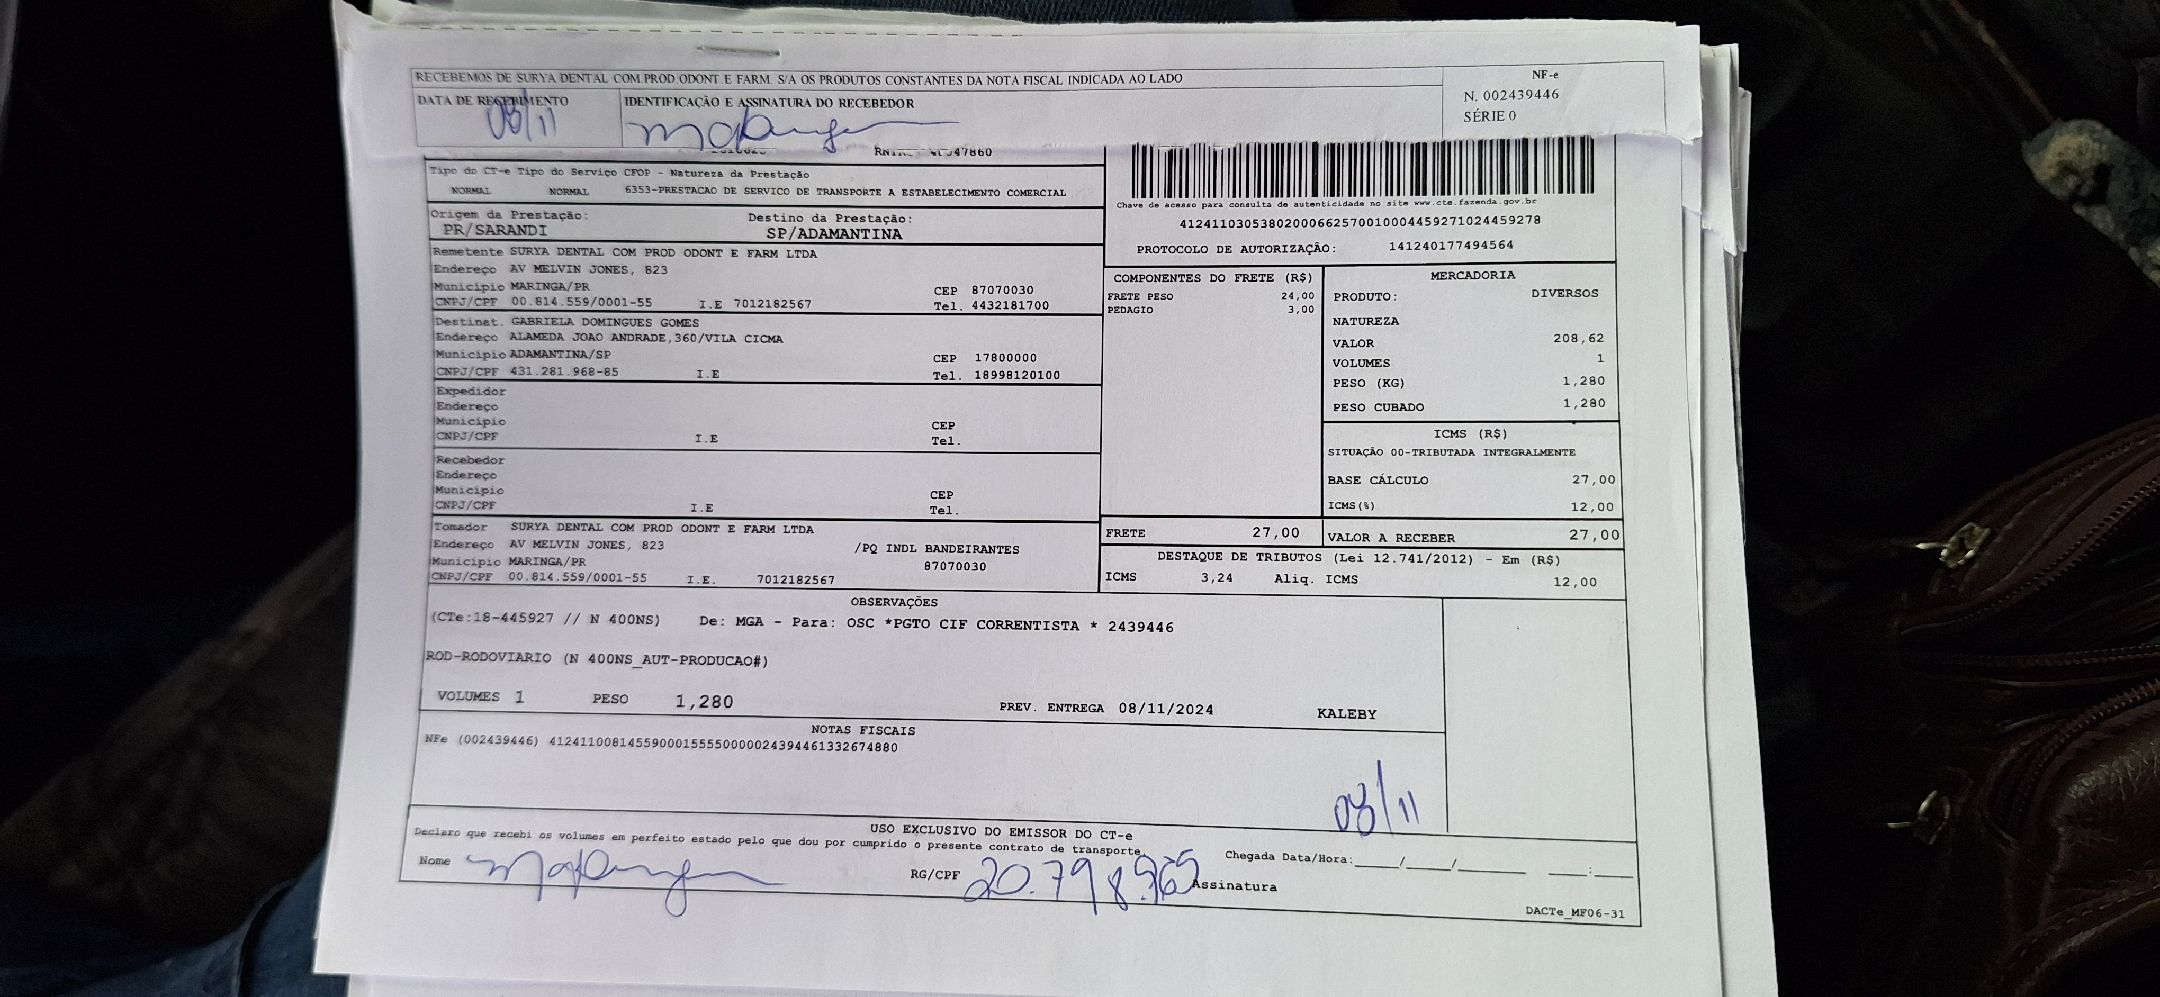 RECEBEMOS DE SURYA DENTAL COM PROD ODONT E FARM S/A OS PRODUTOS CONSTANTES DA NOTA FISCAL INDICADA AO LADO
NF-e
N. 002439446
SÉRIE 0
DATA DE RECEBIMENTO
IDENTIFICAÇÃO E ASSINATURA DO RECEBEDOR
08/11
47860
Tipo do CT-e Tipo do Serviço CFOP - Natureza da Prestação
NORMAL NORMAL 6353-PRESTACAO DE SERVICO DE TRANSPORTE A ESTABELECIMENTO COMERCIAL
Origem da Prestação: Destino da Prestação:
PR/SARANDI SP/ADAMANTINA
Remetente SURYA DENTAL COM PROD ODONT E FARM LTDA
Endereço AV MELVIN JONES, 823
Município MARINGA/PR CEP 87070030
CNPJ/CPF 00.814.559/0001-55 I.E 7012182567 Tel. 4432181700
Destinat. GABRIELA DOMINGUES GOMES
Endereço ALAMEDA JOAO ANDRADE,360/VILA CICMA
Município ADAMANTINA/SP CEP 17800000
CNPJ/CPF 431.281.968-85 I.E Tel. 18998120100
Expedidor
Endereço
Município CEP
CNPJ/CPF I.E Tel.
Recebedor
Endereço
Município CEP
CNPJ/CPF I.E Tel.
Tomador SURYA DENTAL COM PROD ODONT E FARM LTDA
Endereço AV MELVIN JONES, 823 /PQ INDL BANDEIRANTES
Município MARINGA/PR 87070030
CNPJ/CPF 00.814.559/0001-55 I.E. 7012182567
Chave de acesso para consulta de autenticidade no site www.cte.fazenda.gov.br
41241103053802000662570010004459271024459278
PROTOCOLO DE AUTORIZAÇÃO: 141240177494564
COMPONENTES DO FRETE (R$)
FRETE PESO 24,00
PEDAGIO 3,00
MERCADORIA
PRODUTO: DIVERSOS
NATUREZA
VALOR 208,62
VOLUMES 1
PESO (KG) 1,280
PESO CUBADO 1,280
ICMS (R$)
SITUAÇÃO 00-TRIBUTADA INTEGRALMENTE
BASE CÁLCULO 27,00
ICMS(%) 12,00
FRETE 27,00 VALOR A RECEBER 27,00
DESTAQUE DE TRIBUTOS (Lei 12.741/2012) - Em (R$)
ICMS 3,24 Aliq. ICMS 12,00
OBSERVAÇÕES
(CTe:18-445927 // N 400NS) De: MGA - Para: OSC *PGTO CIF CORRENTISTA * 2439446
ROD-RODOVIARIO (N 400NS_AUT-PRODUCAO#)
VOLUMES 1 PESO 1,280 PREV. ENTREGA 08/11/2024 KALEBY
NOTAS FISCAIS
NFe (002439446) 41241100814559000155550000024394461332674880
08/11
USO EXCLUSIVO DO EMISSOR DO CT-e
Declaro que recebi os volumes em perfeito estado pelo que dou por cumprido o presente contrato de transporte
Nome RG/CPF 20.798.965 Assinatura
Chegada Data/Hora:____/____/______ ___:___
DACTe_MF06-31